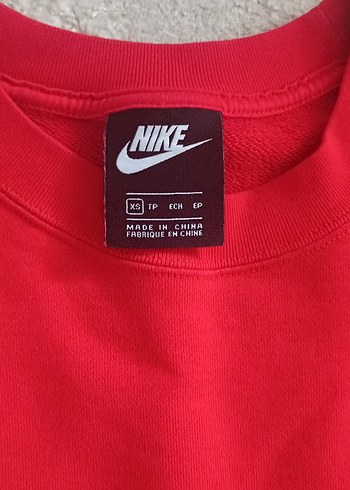 NIKE
XS TP ECH EP
MADE IN CHINA
FABRIQUE EN CHINE